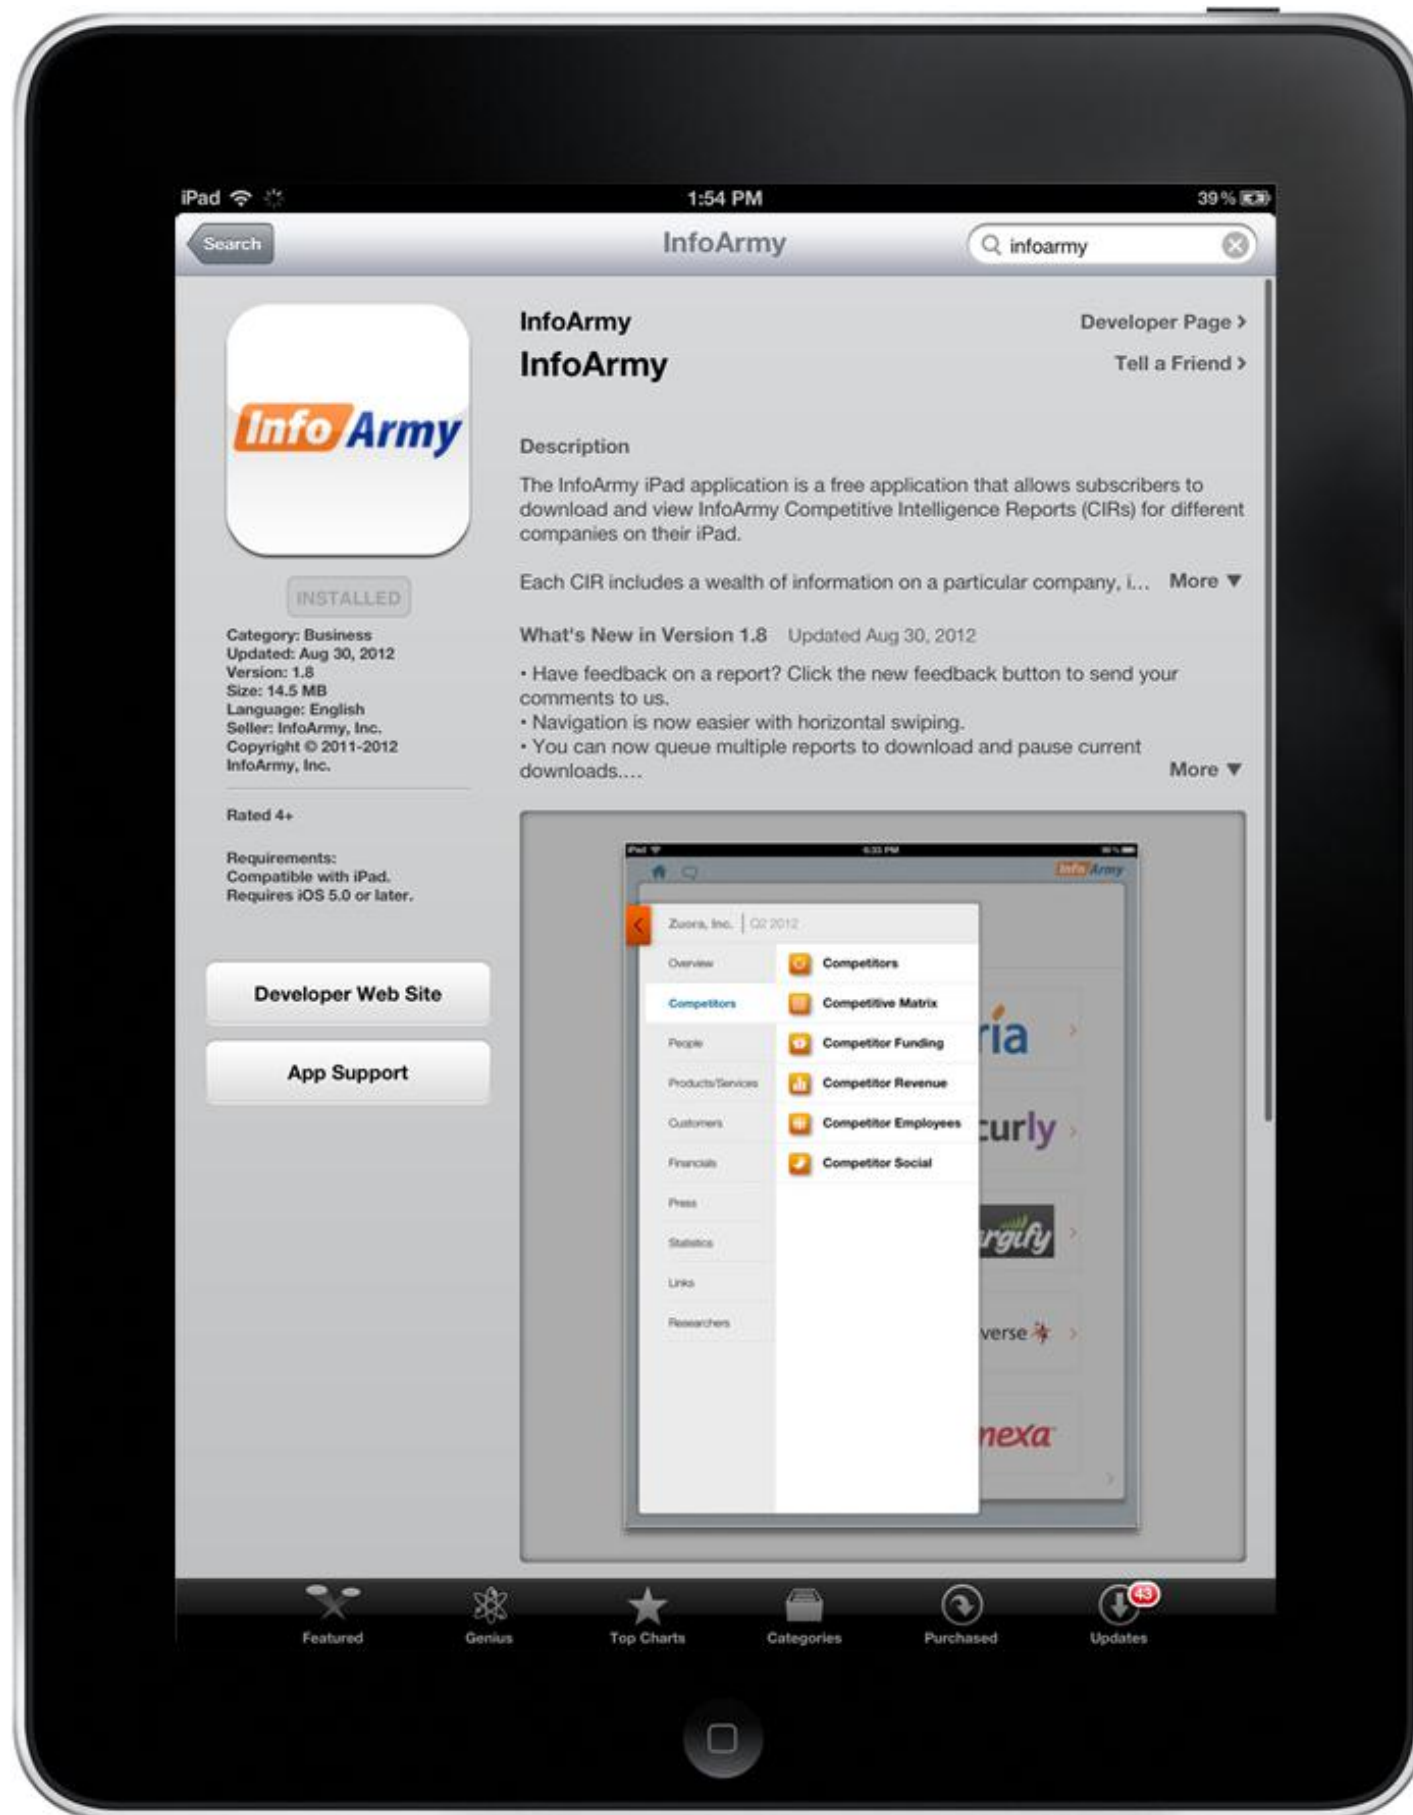 iPad 1:54 PM 39%
Search InfoArmy infoarmy
Info Army
INSTALLED
Category: Business
Updated: Aug 30, 2012
Version: 1.8
Size: 14.5 MB
Language: English
Seller: InfoArmy, Inc.
Copyright © 2011-2012
InfoArmy, Inc.
Rated 4+
Requirements:
Compatible with iPad.
Requires iOS 5.0 or later.
Developer Web Site
App Support
InfoArmy Developer Page >
InfoArmy Tell a Friend >
Description
The InfoArmy iPad application is a free application that allows subscribers to
download and view InfoArmy Competitive Intelligence Reports (CIRs) for different
companies on their iPad.
Each CIR includes a wealth of information on a particular company, i… More ▼
What's New in Version 1.8 Updated Aug 30, 2012
• Have feedback on a report? Click the new feedback button to send your
comments to us.
• Navigation is now easier with horizontal swiping.
• You can now queue multiple reports to download and pause current
downloads.… More ▼
iPad 6:33 PM
Info Army
Zuora, Inc. | Q2 2012
Overview Competitors
Competitors Competitive Matrix
People Competitor Funding
Products/Services Competitor Revenue
Customers Competitor Employees
Financials Competitor Social
Press
Statistics
Links
Researchers
ria
curly
argify
verse
nexa
Featured Genius Top Charts Categories Purchased Updates 43